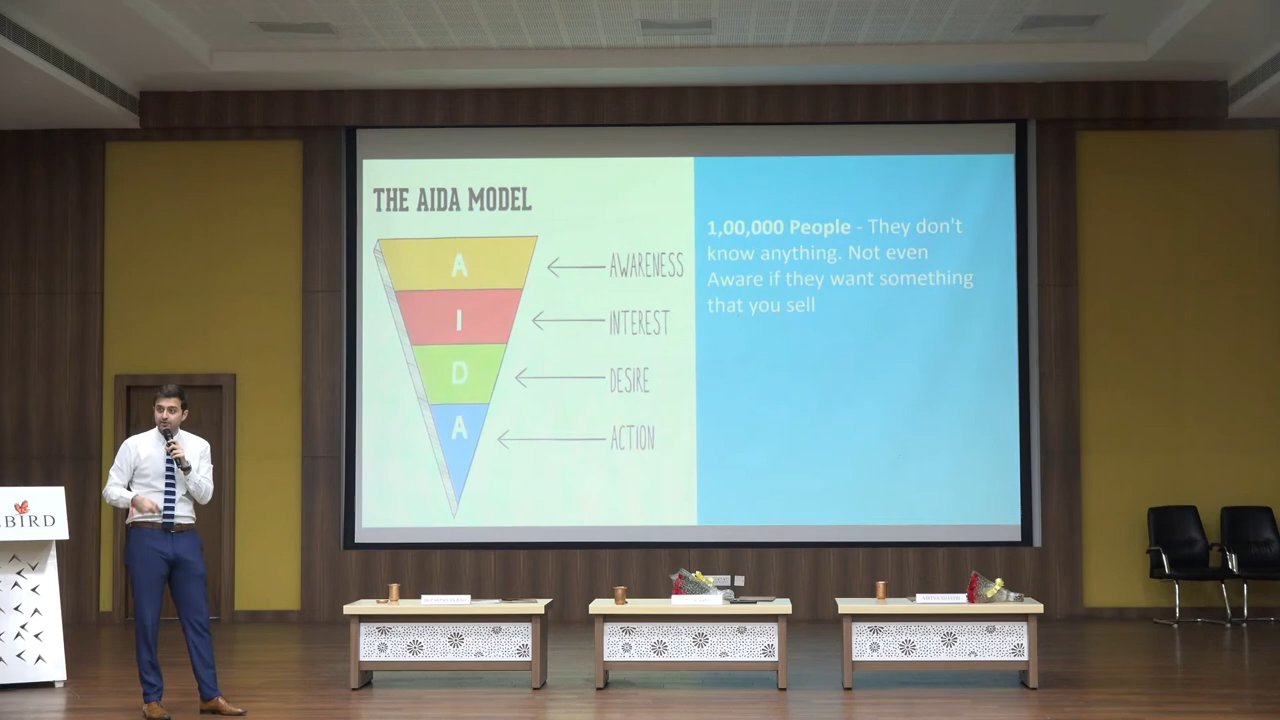 THE AIDA MODEL
A
I
D
A
AWARENESS
INTEREST
DESIRE
ACTION
1,00,000 People - They don't
know anything. Not even
Aware if they want something
that you sell
BIRD